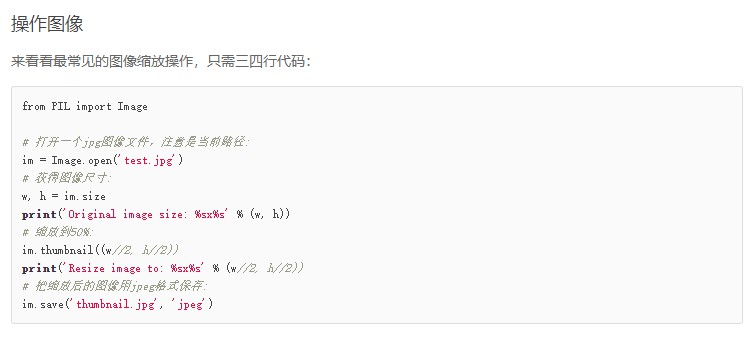 操作图像
来看看最常见的图像缩放操作，只需三四行代码：
from PIL import Image
# 打开一个jpg图像文件，注意是当前路径:
im = Image.open('test.jpg')
# 获得图像尺寸:
w, h = im.size
print('Original image size: %sx%s' % (w, h))
# 缩放到50%:
im.thumbnail((w//2, h//2))
print('Resize image to: %sx%s' % (w//2, h//2))
# 把缩放后的图像用jpeg格式保存:
im.save('thumbnail.jpg', 'jpeg')